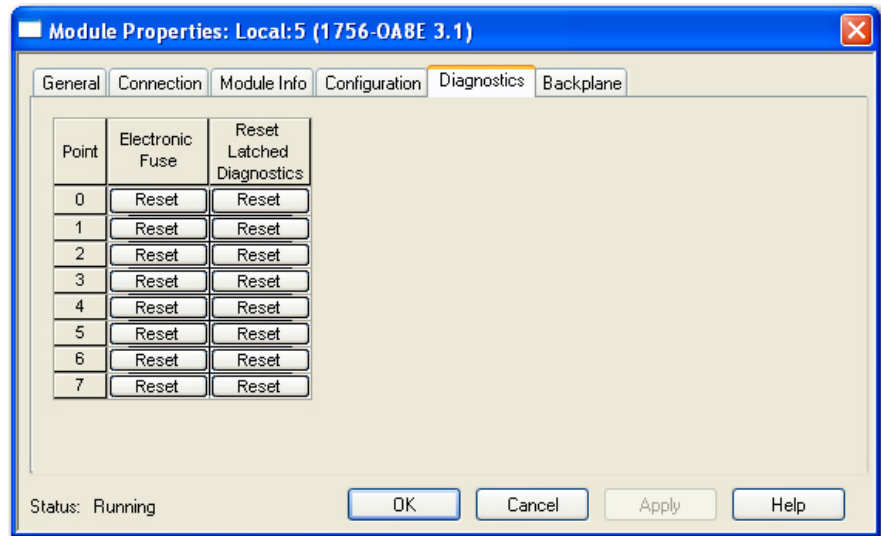 Module Properties: Local:5 (1756-OA8E 3.1)
General Connection Module Info Configuration Diagnostics Backplane
Point Electronic Fuse Reset Latched Diagnostics
0 Reset Reset
1 Reset Reset
2 Reset Reset
3 Reset Reset
4 Reset Reset
5 Reset Reset
6 Reset Reset
7 Reset Reset
Status: Running OK Cancel Apply Help